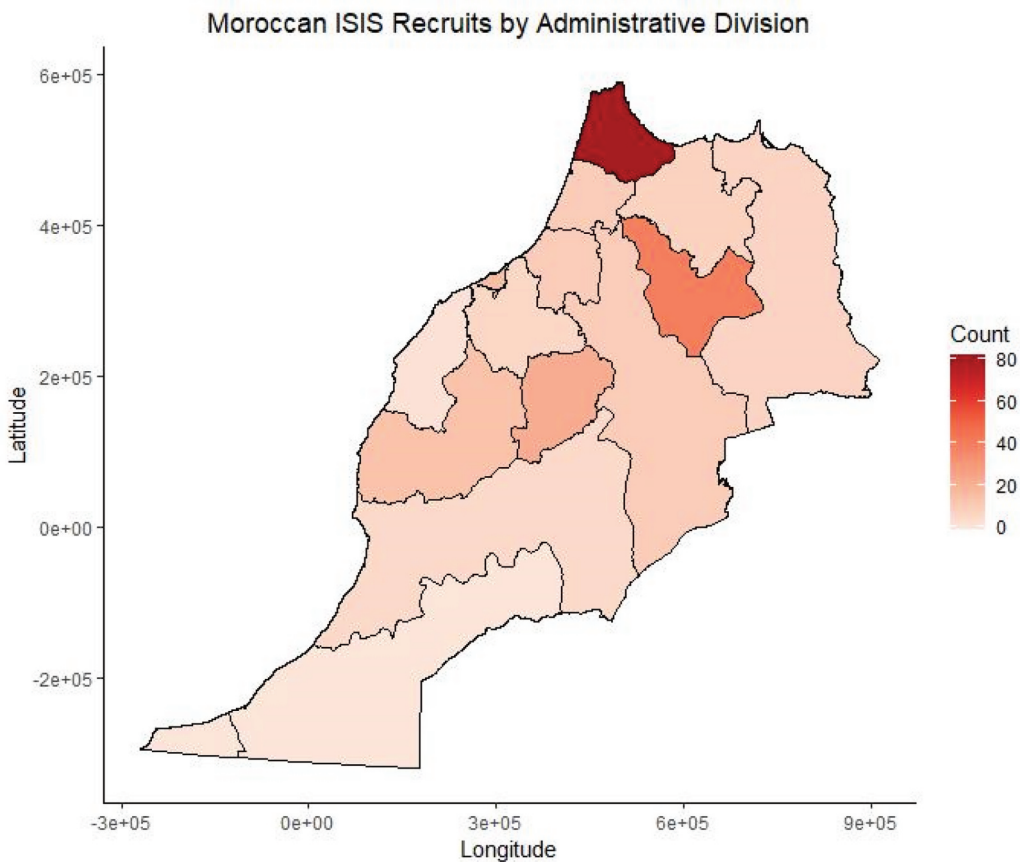 Moroccan ISIS Recruits by Administrative Division
6e+05
4e+05
2e+05
0e+00
-2e+05
Latitude
-3e+05
0e+00
3e+05
6e+05
9e+05
Longitude
Count
80
60
40
20
0